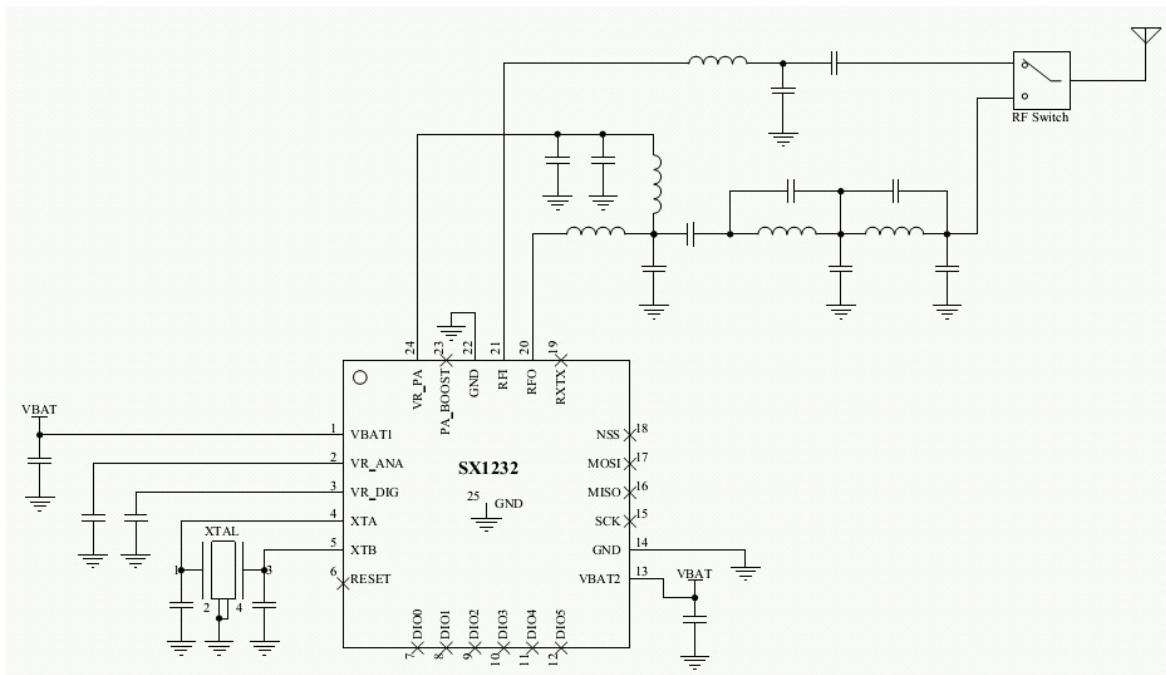 RF Switch
24
23
22
21
20
19
VR_PA
PA_BOOST
GND
RFI
RFO
RXTX
VBAT
1
VBAT1
NSS
18
2
VR_ANA
SX1232
MOSI
17
3
VR_DIG
25
GND
MISO
16
4
XTA
SCK
15
XTAL
5
XTB
GND
14
1
3
6
RESET
VBAT2
13
VBAT
2
4
DIO0
DIO1
DIO2
DIO3
DIO4
DIO5
7
8
9
10
11
12